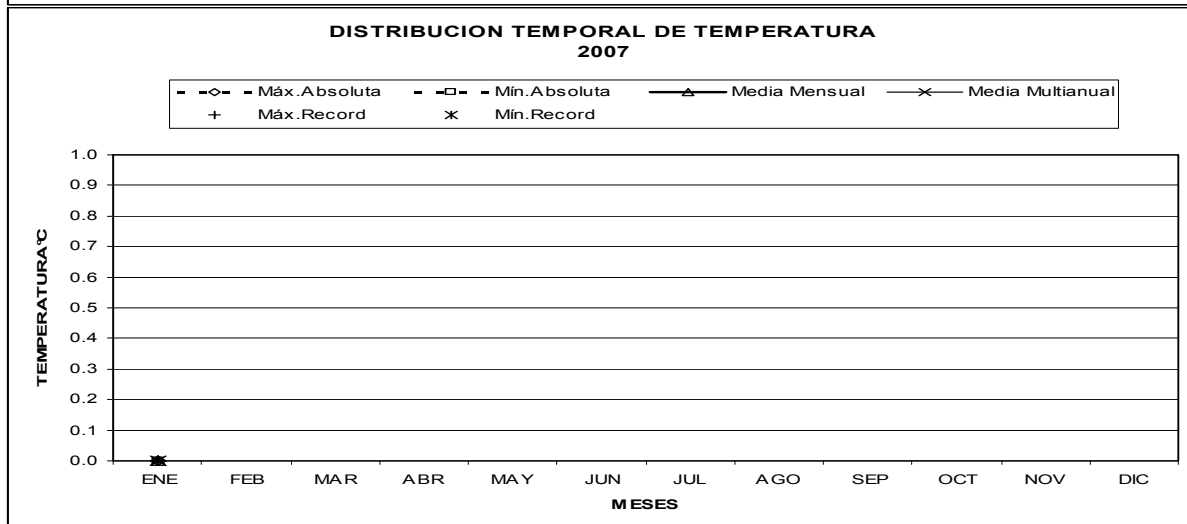 DISTRIBUCION TEMPORAL DE TEMPERATURA
2007
Máx.Absoluta Mín.Absoluta Media Mensual Media Multianual
Máx.Record Mín.Record
1.0
0.9
0.8
0.7
0.6
0.5
0.4
0.3
0.2
0.1
0.0
TEMPERATURA°C
ENE FEB MAR ABR MAY JUN JUL AGO SEP OCT NOV DIC
MESES